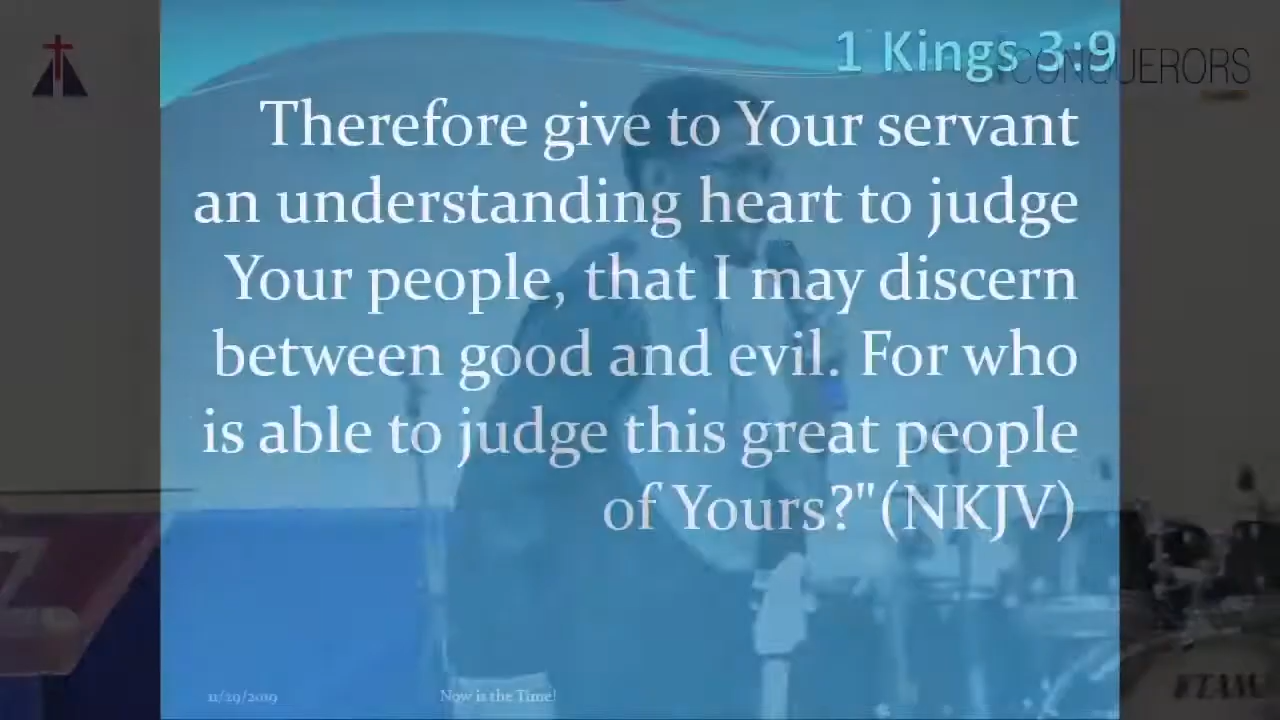 1 Kings 3:9
CONQUERORS
Therefore give to Your servant
an understanding heart to judge
Your people, that I may discern
between good and evil. For who
is able to judge this great people
of Yours?"(NKJV)
11/29/2019
Now is the Time!
TAMA